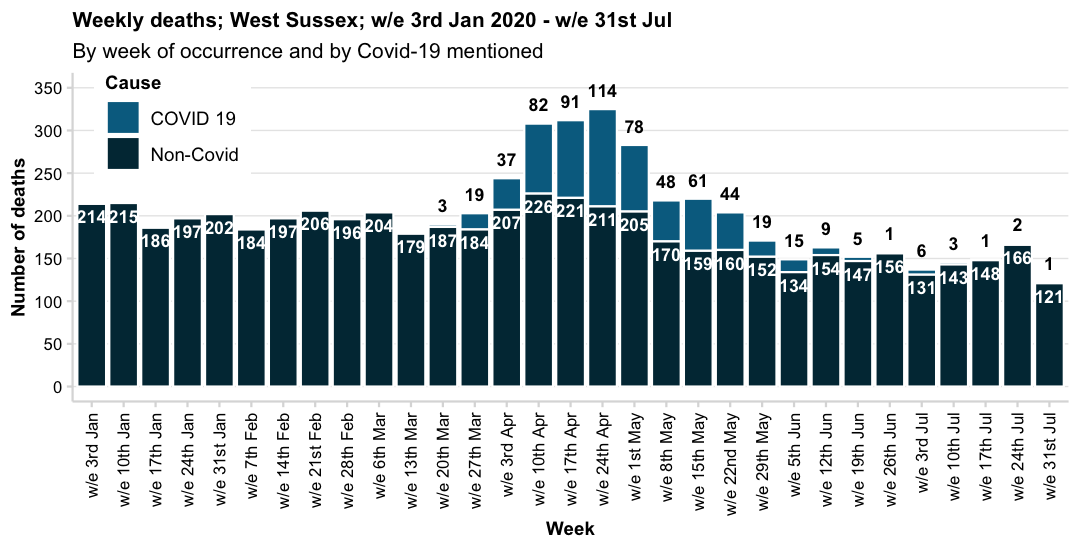 Weekly deaths; West Sussex; w/e 3rd Jan 2020 - w/e 31st Jul
By week of occurrence and by Covid-19 mentioned
Cause
COVID 19
Non-Covid
Number of deaths
350
300
250
200
150
100
50
0
3 19 37 82 91 114 78 48 61 44 19 15 9 5 1 6 3 1 2 1
214 215 186 197 202 184 197 206 196 204 179 187 184 207 226 221 211 205 170 159 160 152 134 154 147 156 131 143 148 166 121
w/e 3rd Jan
w/e 10th Jan
w/e 17th Jan
w/e 24th Jan
w/e 31st Jan
w/e 7th Feb
w/e 14th Feb
w/e 21st Feb
w/e 28th Feb
w/e 6th Mar
w/e 13th Mar
w/e 20th Mar
w/e 27th Mar
w/e 3rd Apr
w/e 10th Apr
w/e 17th Apr
w/e 24th Apr
w/e 1st May
w/e 8th May
w/e 15th May
w/e 22nd May
w/e 29th May
w/e 5th Jun
w/e 12th Jun
w/e 19th Jun
w/e 26th Jun
w/e 3rd Jul
w/e 10th Jul
w/e 17th Jul
w/e 24th Jul
w/e 31st Jul
Week